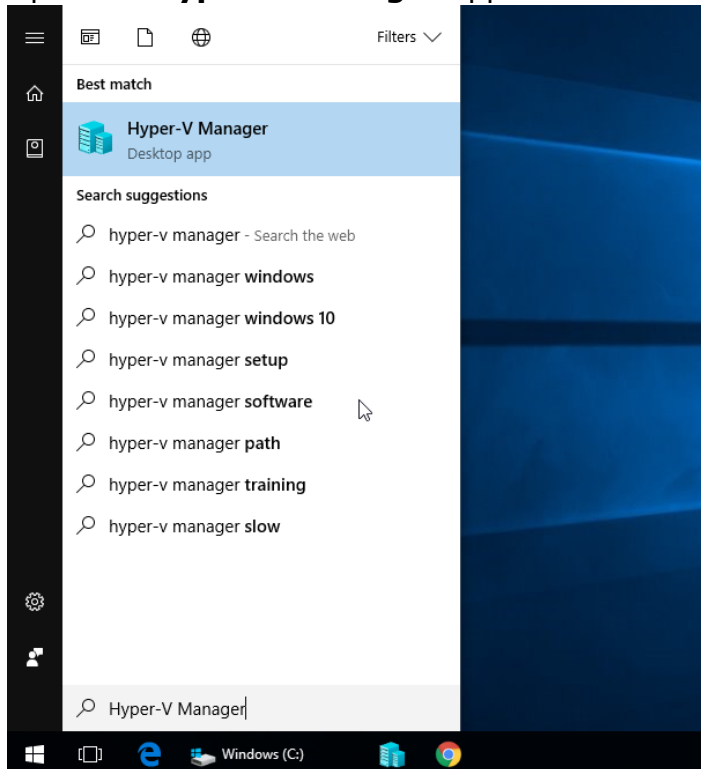 Filters
Best match
Hyper-V Manager
Desktop app
Search suggestions
hyper-v manager - Search the web
hyper-v manager windows
hyper-v manager windows 10
hyper-v manager setup
hyper-v manager software
hyper-v manager path
hyper-v manager training
hyper-v manager slow
Hyper-V Manager
Windows (C:)